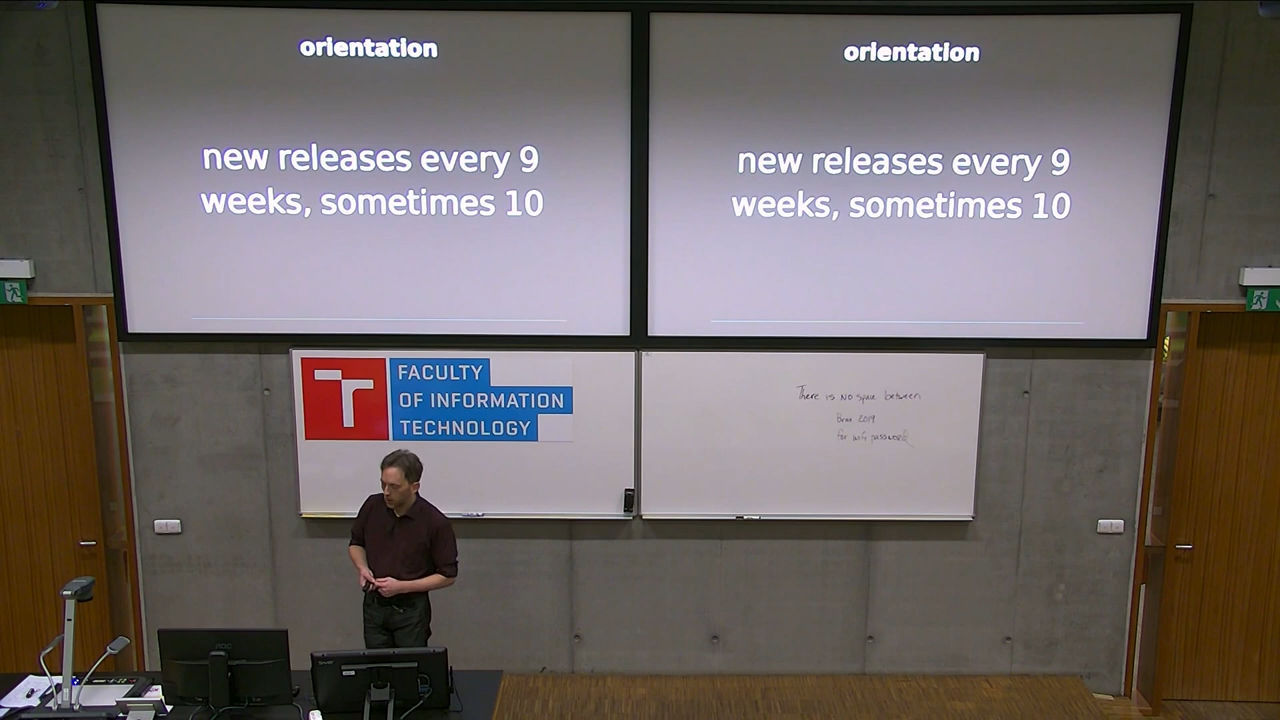 orientation
new releases every 9
weeks, sometimes 10
orientation
new releases every 9
weeks, sometimes 10
FACULTY
OF INFORMATION
TECHNOLOGY
There is NO space between
Brno 2019
for wifi password
AOC